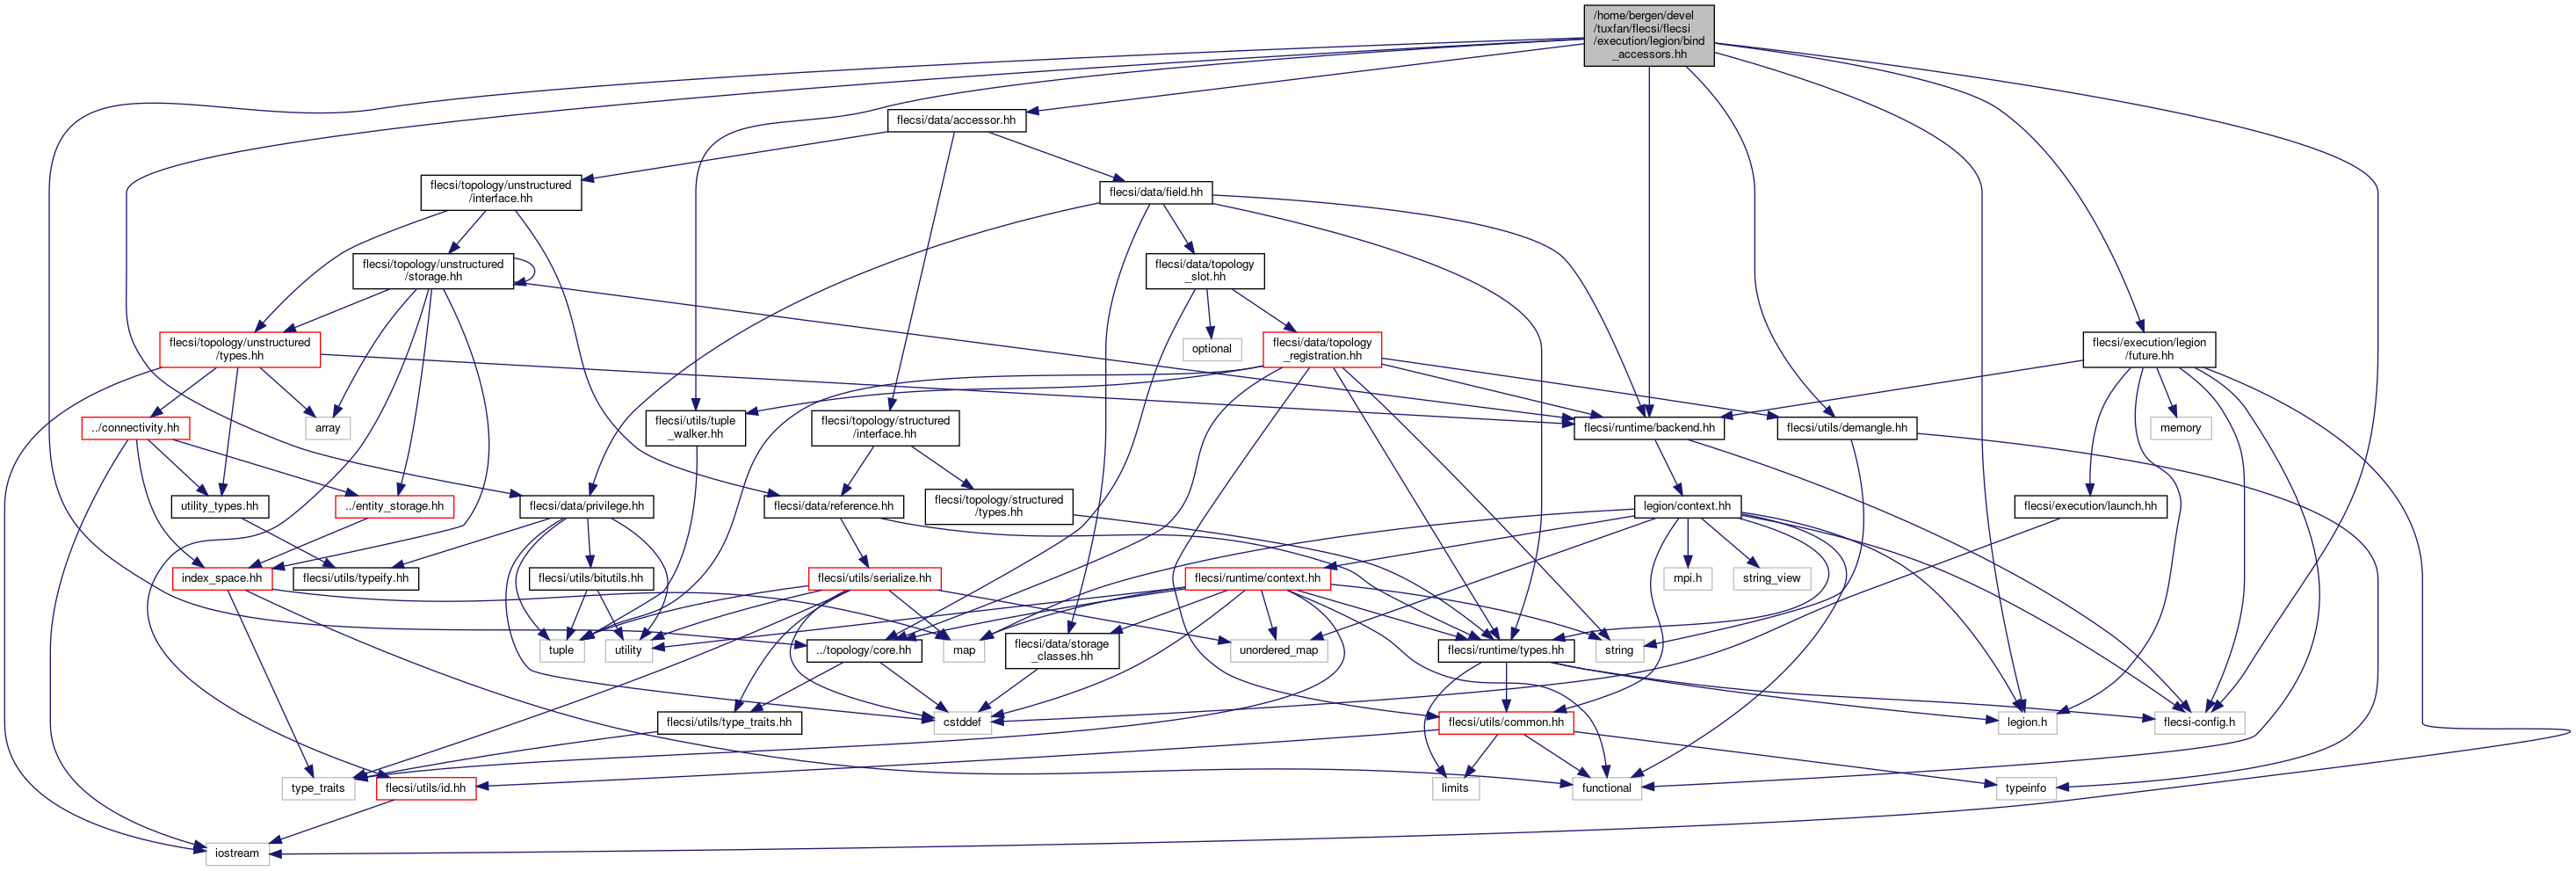 /home/bergen/devel
/tuxfan/flecsi/flecsi
/execution/legion/bind
_accessors.hh
flecsi/data/accessor.hh
flecsi/topology/unstructured
/interface.hh
flecsi/data/field.hh
flecsi/topology/unstructured
/storage.hh
flecsi/data/topology
_slot.hh
flecsi/topology/unstructured
/types.hh
optional
flecsi/data/topology
_registration.hh
flecsi/execution/legion
/future.hh
../connectivity.hh
array
flecsi/utils/tuple
_walker.hh
flecsi/topology/structured
/interface.hh
flecsi/runtime/backend.hh
flecsi/utils/demangle.hh
memory
utility_types.hh
../entity_storage.hh
flecsi/data/privilege.hh
flecsi/data/reference.hh
flecsi/topology/structured
/types.hh
legion/context.hh
flecsi/execution/launch.hh
index_space.hh
flecsi/utils/typeify.hh
flecsi/utils/bitutils.hh
flecsi/utils/serialize.hh
flecsi/runtime/context.hh
mpi.h
string_view
tuple
utility
../topology/core.hh
map
flecsi/data/storage
_classes.hh
unordered_map
flecsi/runtime/types.hh
string
flecsi/utils/type_traits.hh
cstddef
flecsi/utils/common.hh
legion.h
flecsi-config.h
type_traits
flecsi/utils/id.hh
limits
functional
typeinfo
iostream